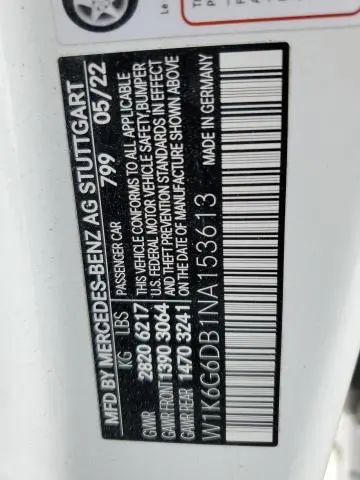 MFD BY MERCEDES-BENZ AG STUTTGART
799 05/22
PASSENGER CAR
KG LBS
GVWR 2820 6217
GAWR FRONT 1390 3064
GAWR REAR 1470 3241
THIS VEHICLE CONFORMS TO ALL APPLICABLE
U.S. FEDERAL MOTOR VEHICLE SAFETY, BUMPER
AND THEFT PREVENTION STANDARDS IN EFFECT
ON THE DATE OF MANUFACTURE SHOWN ABOVE
W1K6G6DB1NA153613 MADE IN GERMANY
Le